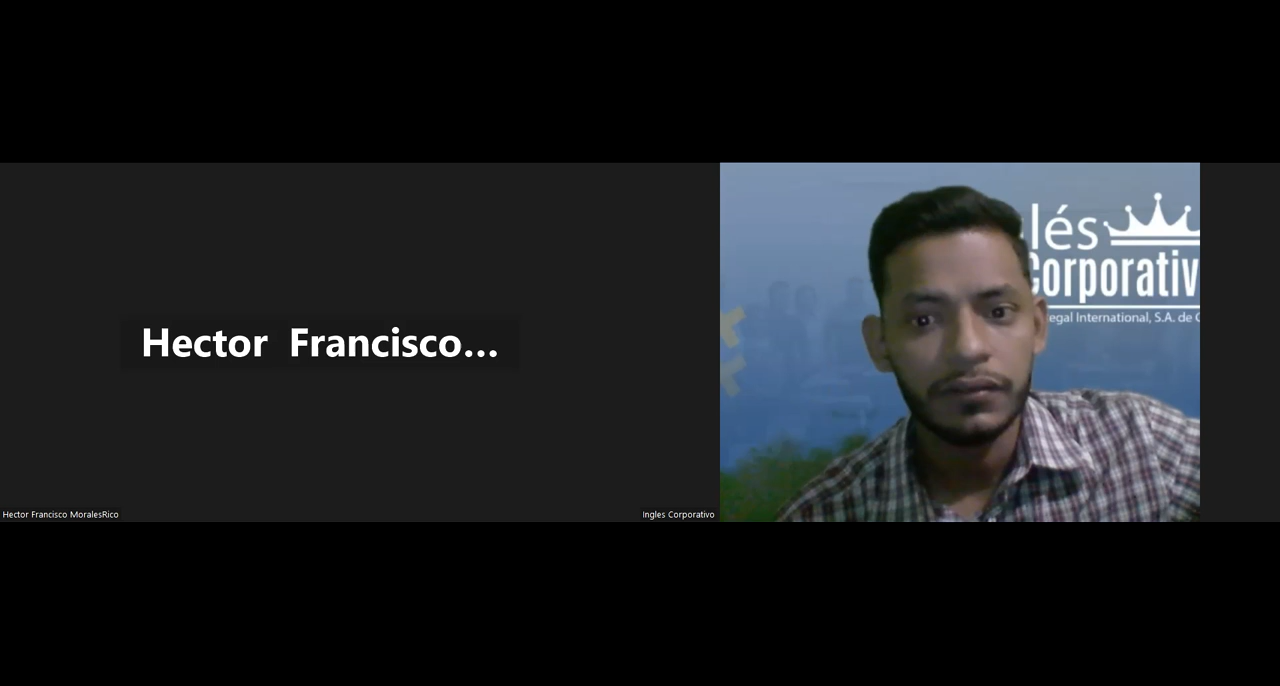 Hector Francisco...
Hector Francisco MoralesRico
Ingles Corporativo
lés
Corporativ
egal International, S.A. de C